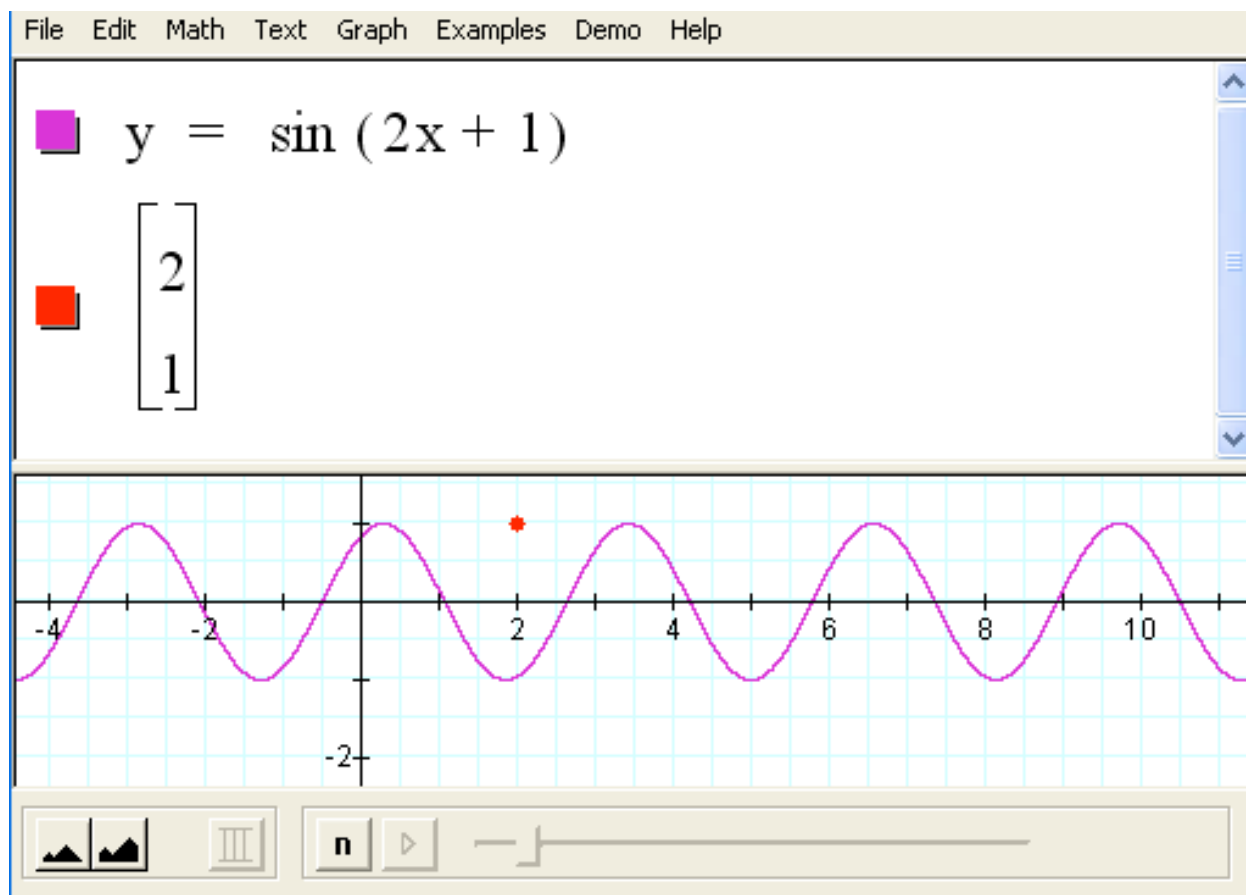 File Edit Math Text Graph Examples Demo Help
y = sin (2x + 1)
2
1
-4 -2 2 4 6 8 10
-2
n